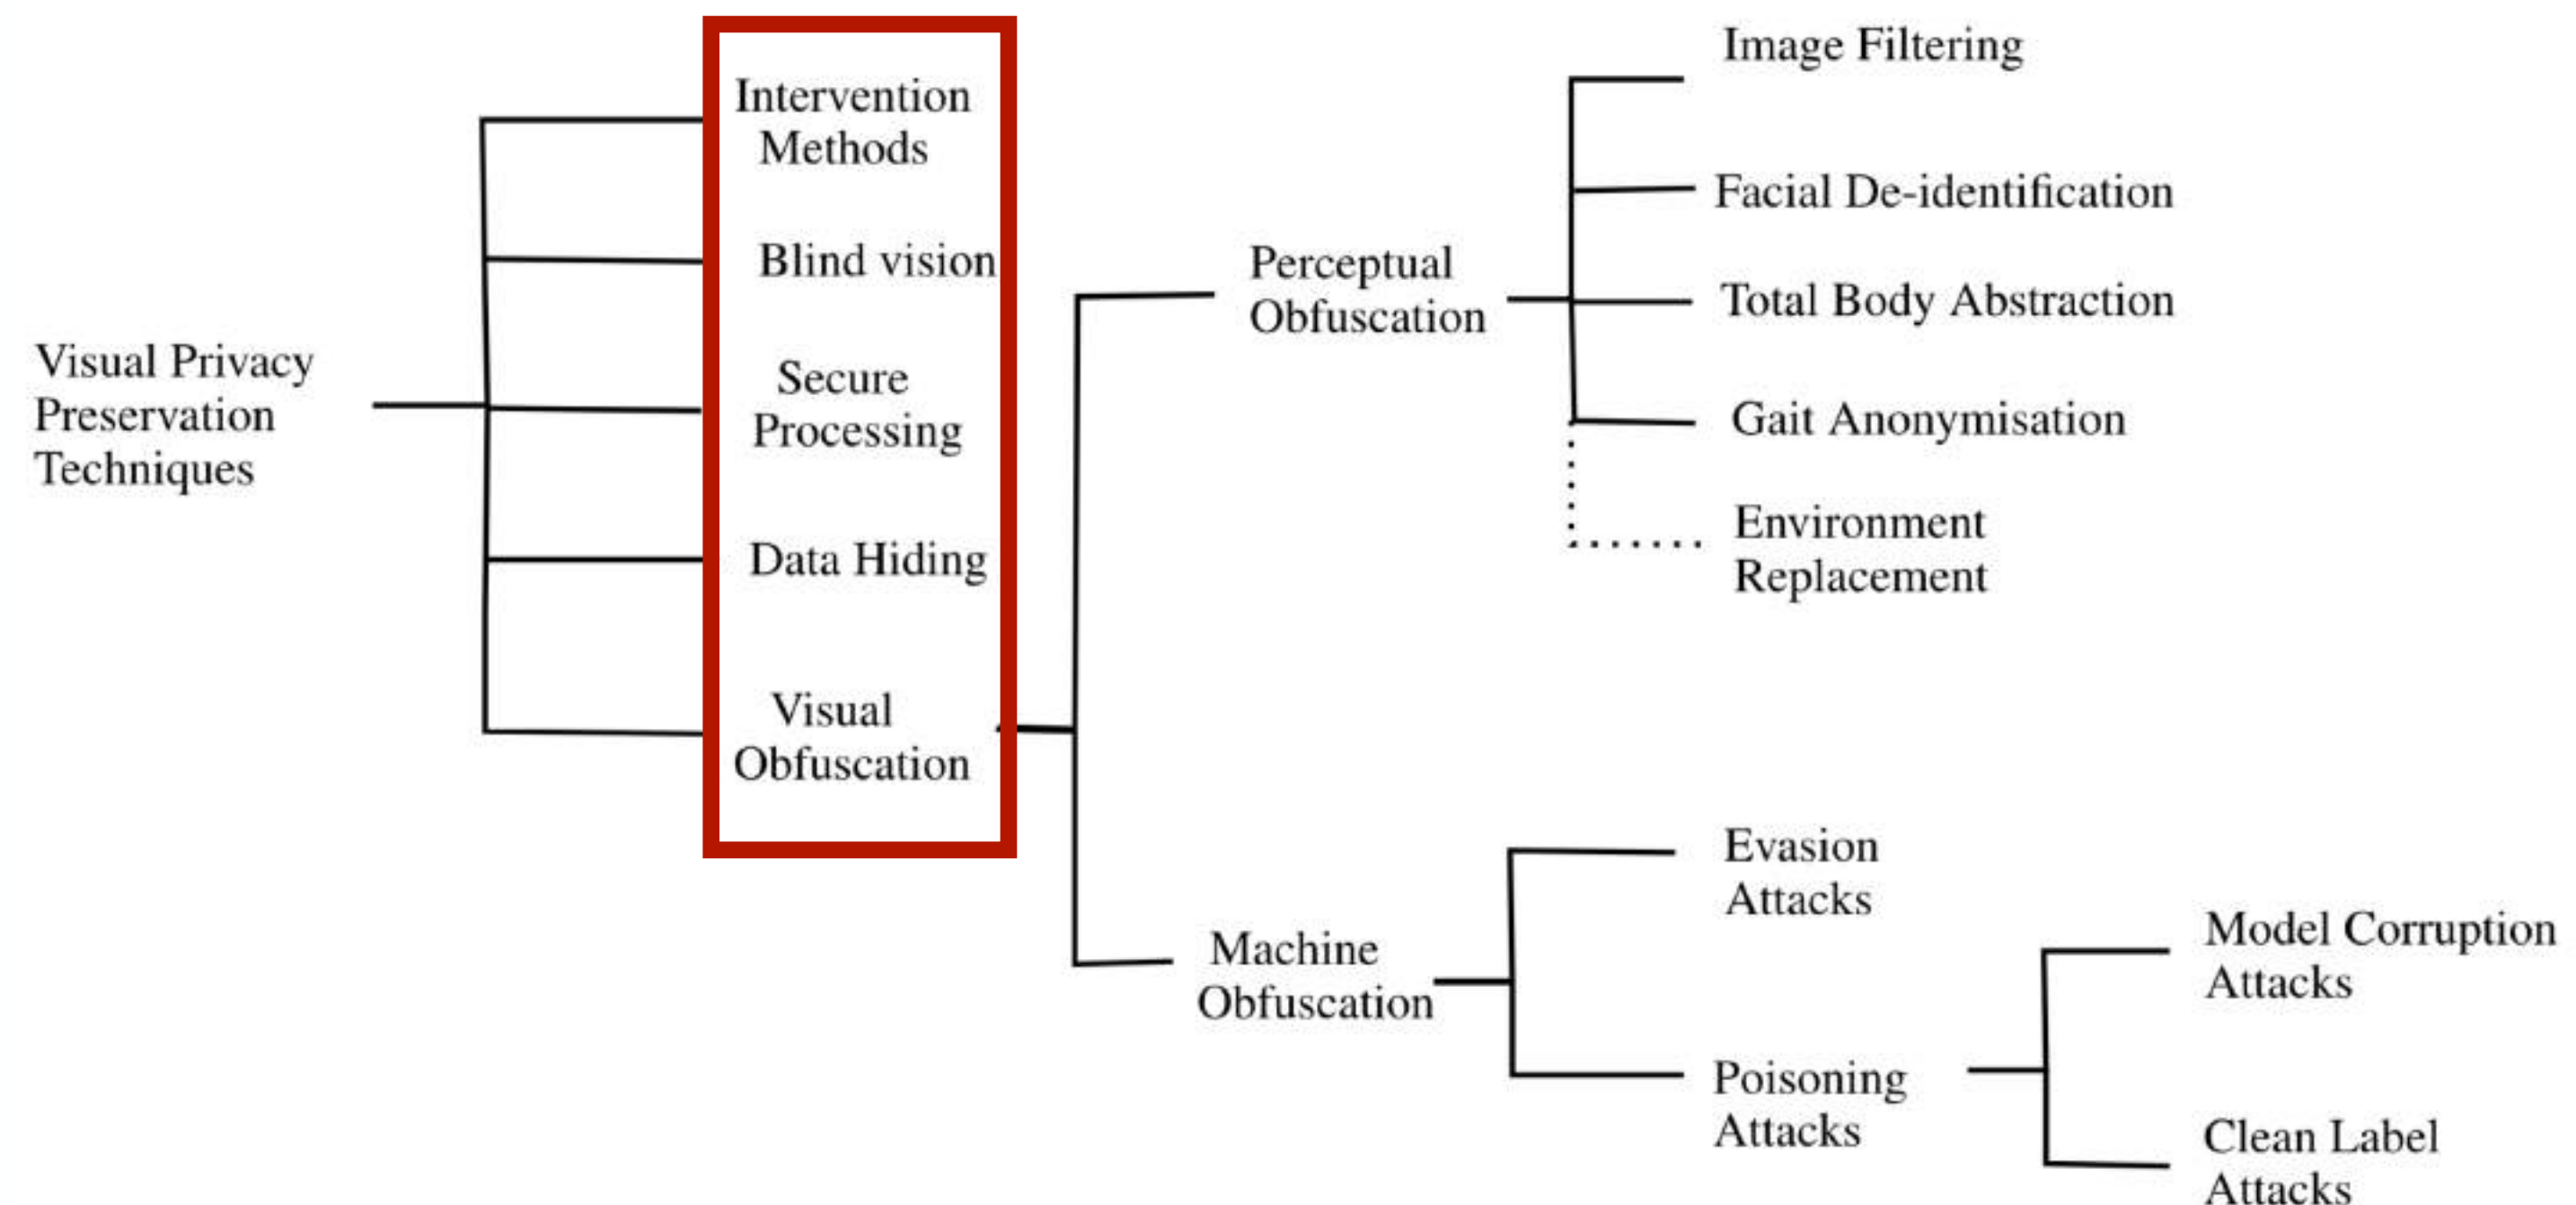 Visual Privacy
Preservation
Techniques
Intervention
Methods
Blind vision
Secure
Processing
Data Hiding
Visual
Obfuscation
Perceptual
Obfuscation
Image Filtering
Facial De-identification
Total Body Abstraction
Gait Anonymisation
Environment
Replacement
Machine
Obfuscation
Evasion
Attacks
Poisoning
Attacks
Model Corruption
Attacks
Clean Label
Attacks